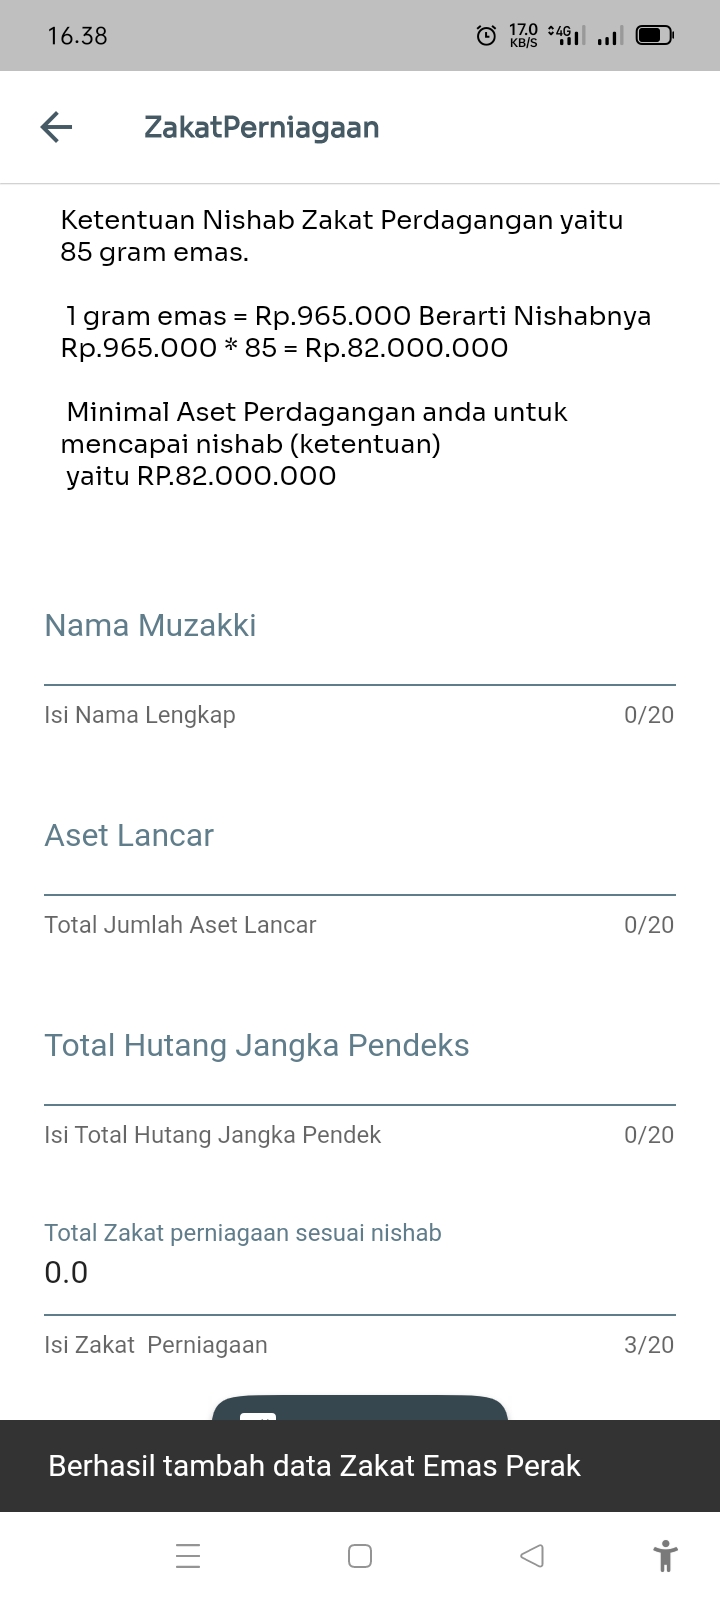 16.38
17.0
KB/S
4G
ZakatPerniagaan
Ketentuan Nishab Zakat Perdagangan yaitu
85 gram emas.
1 gram emas = Rp.965.000 Berarti Nishabnya
Rp.965.000 * 85 = Rp.82.000.000
Minimal Aset Perdagangan anda untuk
mencapai nishab (ketentuan)
yaitu RP.82.000.000
Nama Muzakki
Isi Nama Lengkap 0/20
Aset Lancar
Total Jumlah Aset Lancar 0/20
Total Hutang Jangka Pendeks
Isi Total Hutang Jangka Pendek 0/20
Total Zakat perniagaan sesuai nishab
0.0
Isi Zakat  Perniagaan 3/20
Berhasil tambah data Zakat Emas Perak